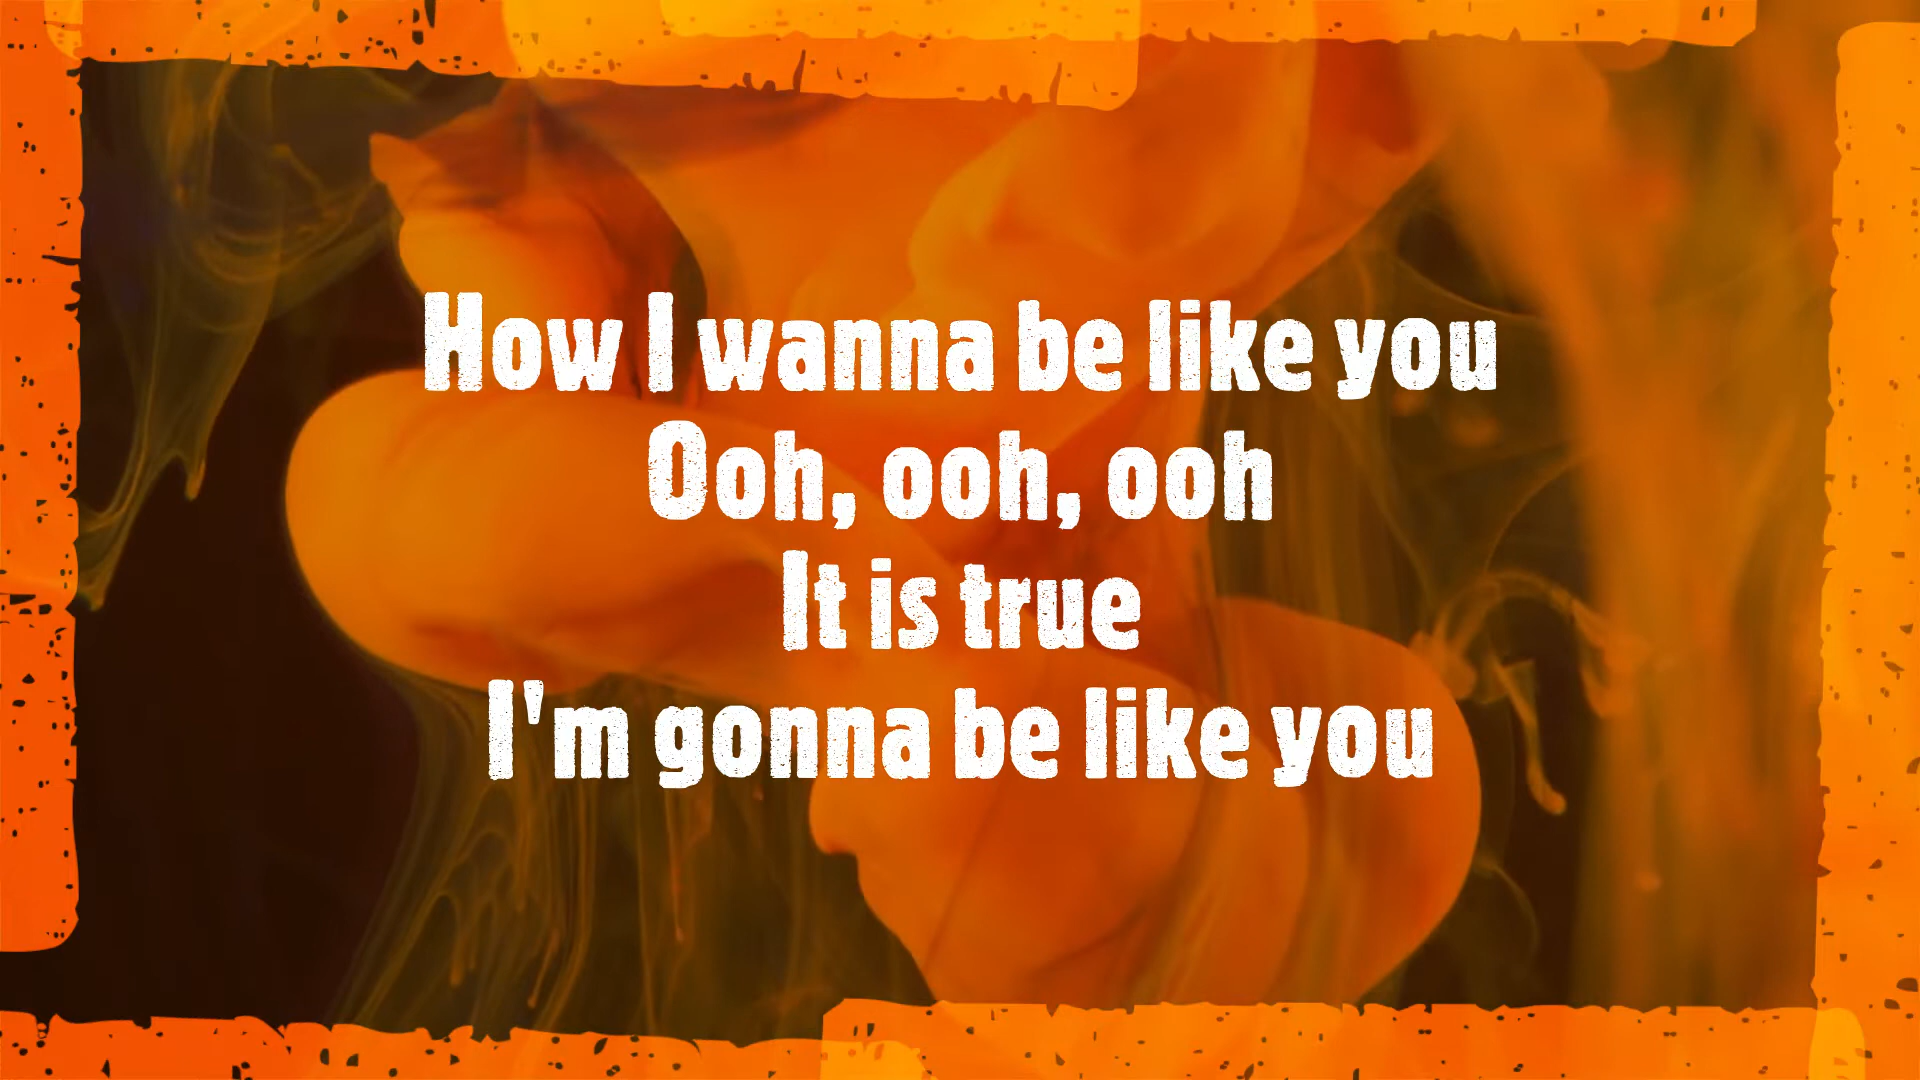 How I wanna be like you
Ooh, ooh, ooh
It is true
I'm gonna be like you